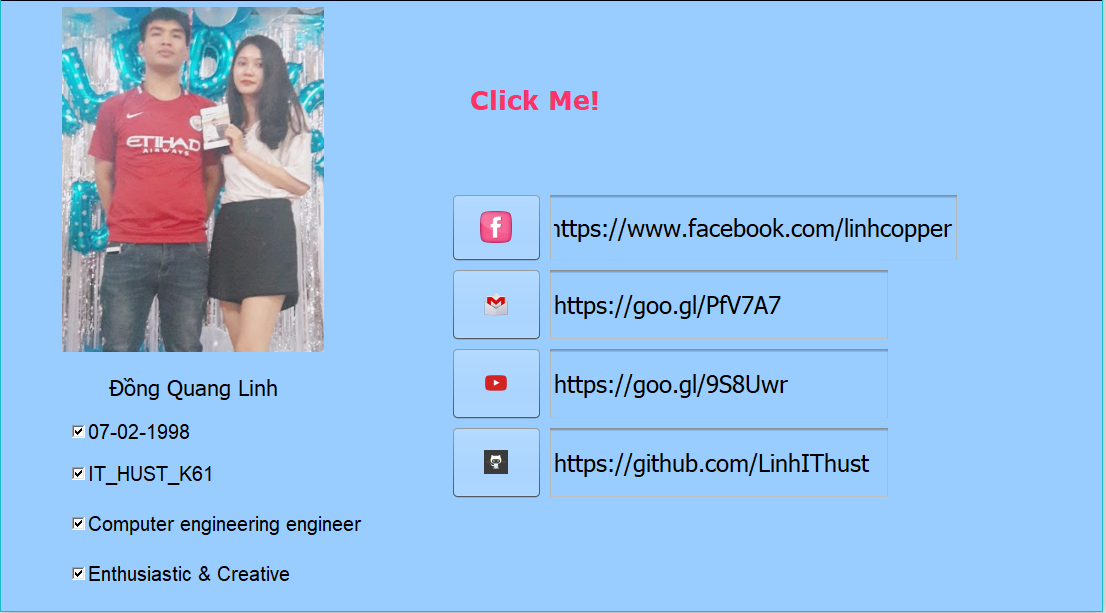 ETIHAD
AIRWAYS
Đồng Quang Linh
07-02-1998
IT_HUST_K61
Computer engineering engineer
Enthusiastic & Creative
Click Me!
https://www.facebook.com/linhcopper
https://goo.gl/PfV7A7
https://goo.gl/9S8Uwr
https://github.com/LinhIThust